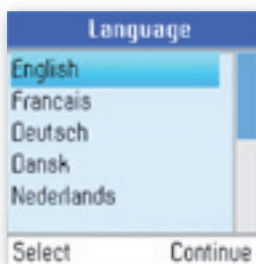 Language
English
Francais
Deutsch
Dansk
Nederlands
Select Continue